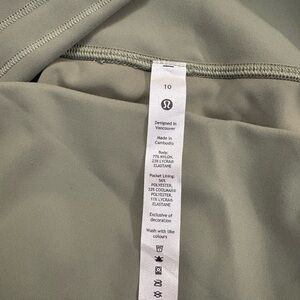 10
Designed in
Vancouver
Made in
Cambodia
Body:
77% NYLON,
23% LYCRA®
ELASTANE
Pocket Lining:
56%
POLYESTER,
33% COOLMAX®
POLYESTER,
11% LYCRA®
ELASTANE
Exclusive of
decoration
Wash with like
colours